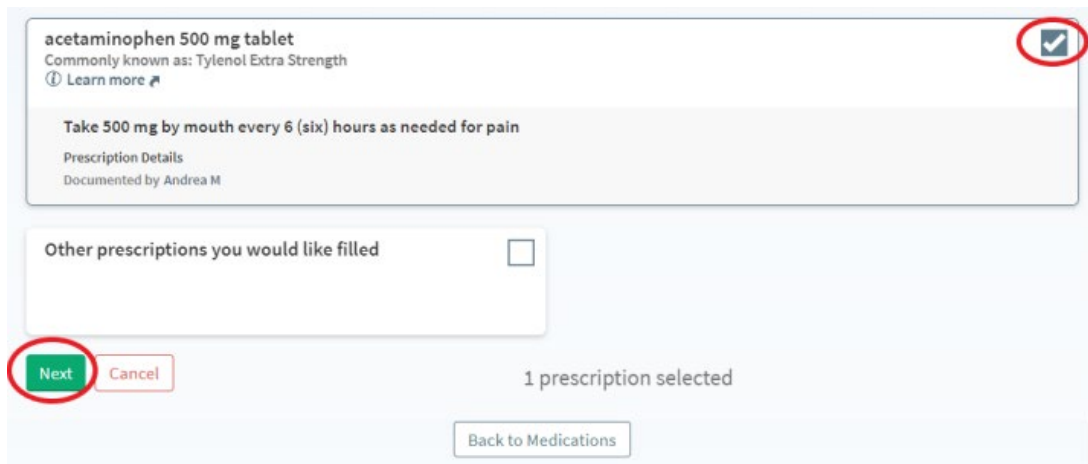 acetaminophen 500 mg tablet
Commonly known as: Tylenol Extra Strength
Learn more
Take 500 mg by mouth every 6 (six) hours as needed for pain
Prescription Details
Documented by Andrea M
Other prescriptions you would like filled
Next Cancel 1 prescription selected
Back to Medications